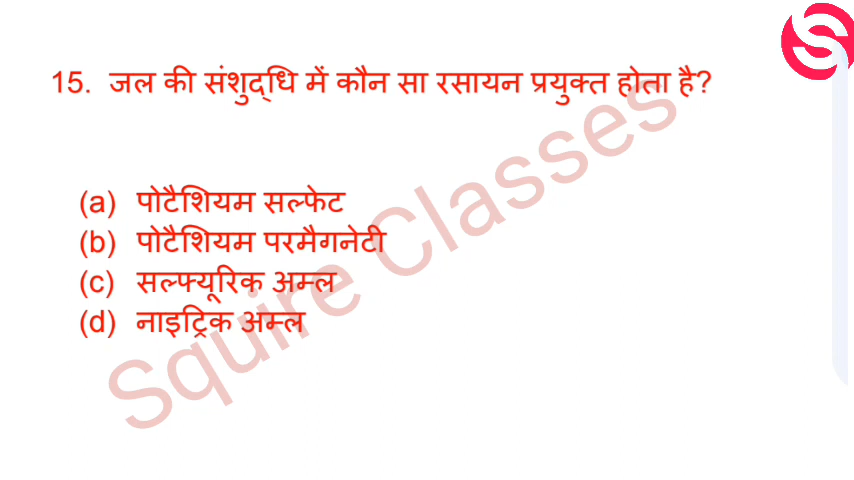 15. जल की संशुद्धि में कौन सा रसायन प्रयुक्त होता है?
(a) पोटैशियम सल्फेट
(b) पोटैशियम परमैगनेटी
(c) सल्फ्यूरिक अम्ल
(d) नाइट्रिक अम्ल
Squire Classes